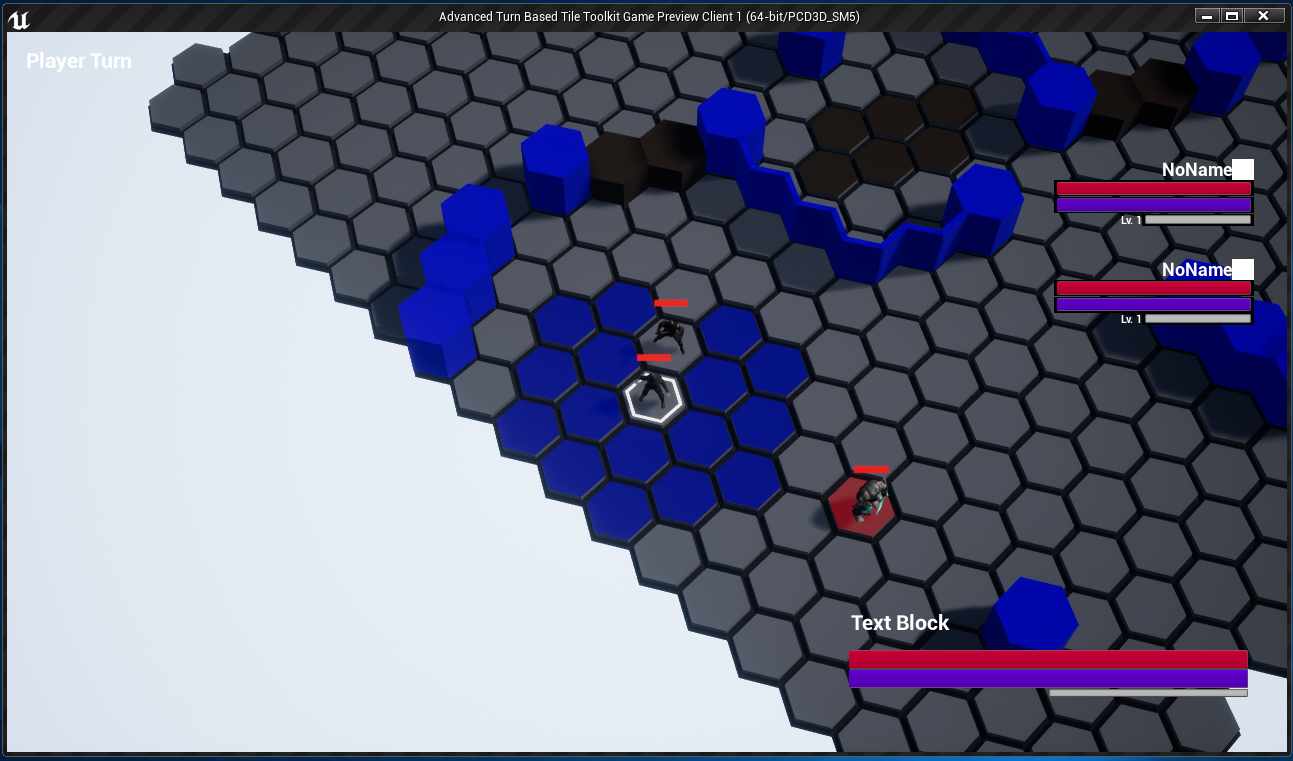 Advanced Turn Based Tile Toolkit Game Preview Client 1 (64-bit/PCD3D_SM5)
Player Turn
NoName
Lv. 1
NoName
Lv. 1
Text Block